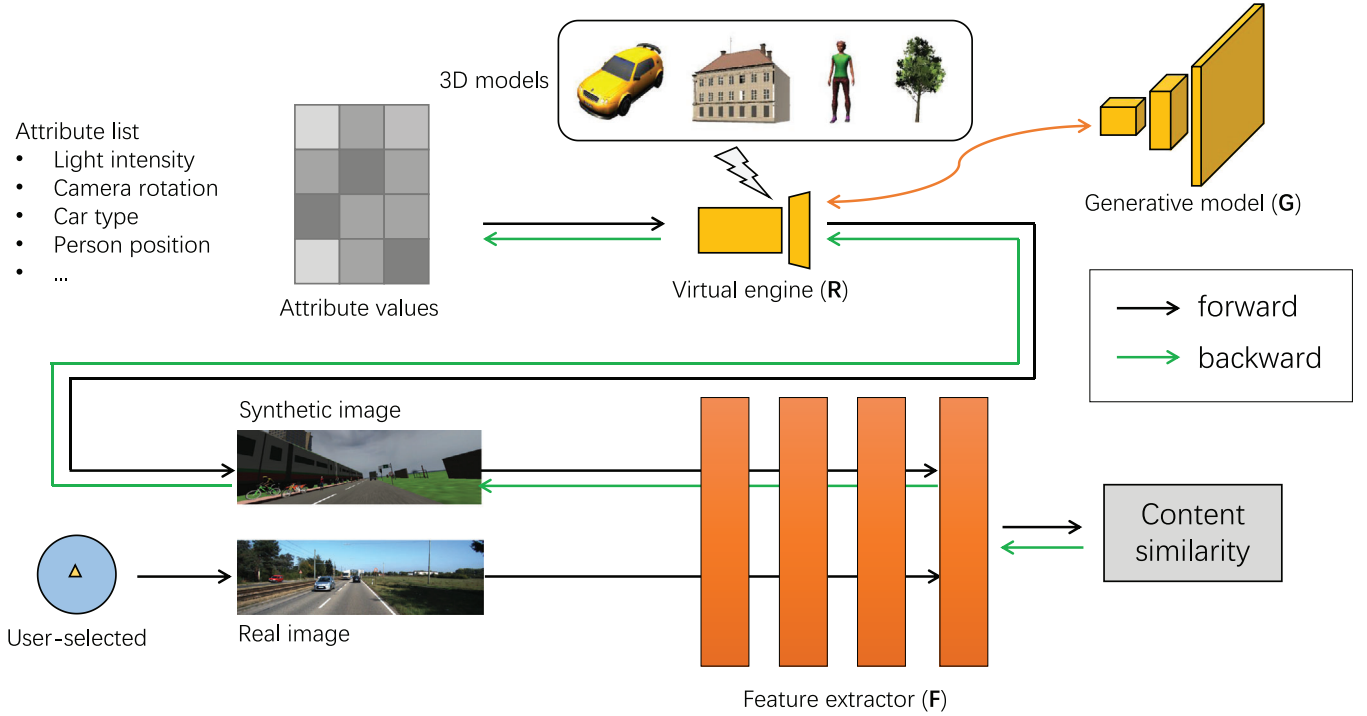 3D models
Attribute list
• Light intensity
• Camera rotation
• Car type
• Person position
• ...
Attribute values
Virtual engine (R)
Generative model (G)
forward
backward
Synthetic image
User-selected
Real image
Content
similarity
Feature extractor (F)